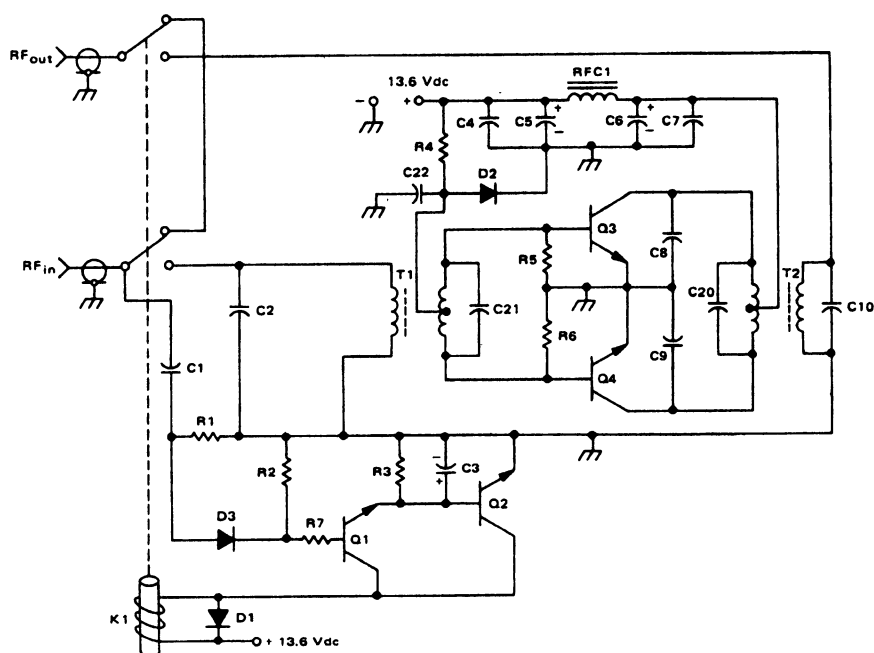 RFout
13.6 Vdc
RFC1
- +
+
+
C4
C5
C6
C7
-
-
R4
C22
D2
Q3
RFin
R5
C8
T1
T2
C2
C21
C20
C10
R6
C9
C1
Q4
R1
R2
R3
-
C3
+
Q2
D3
R7
Q1
K1
D1
+ 13.6 Vdc